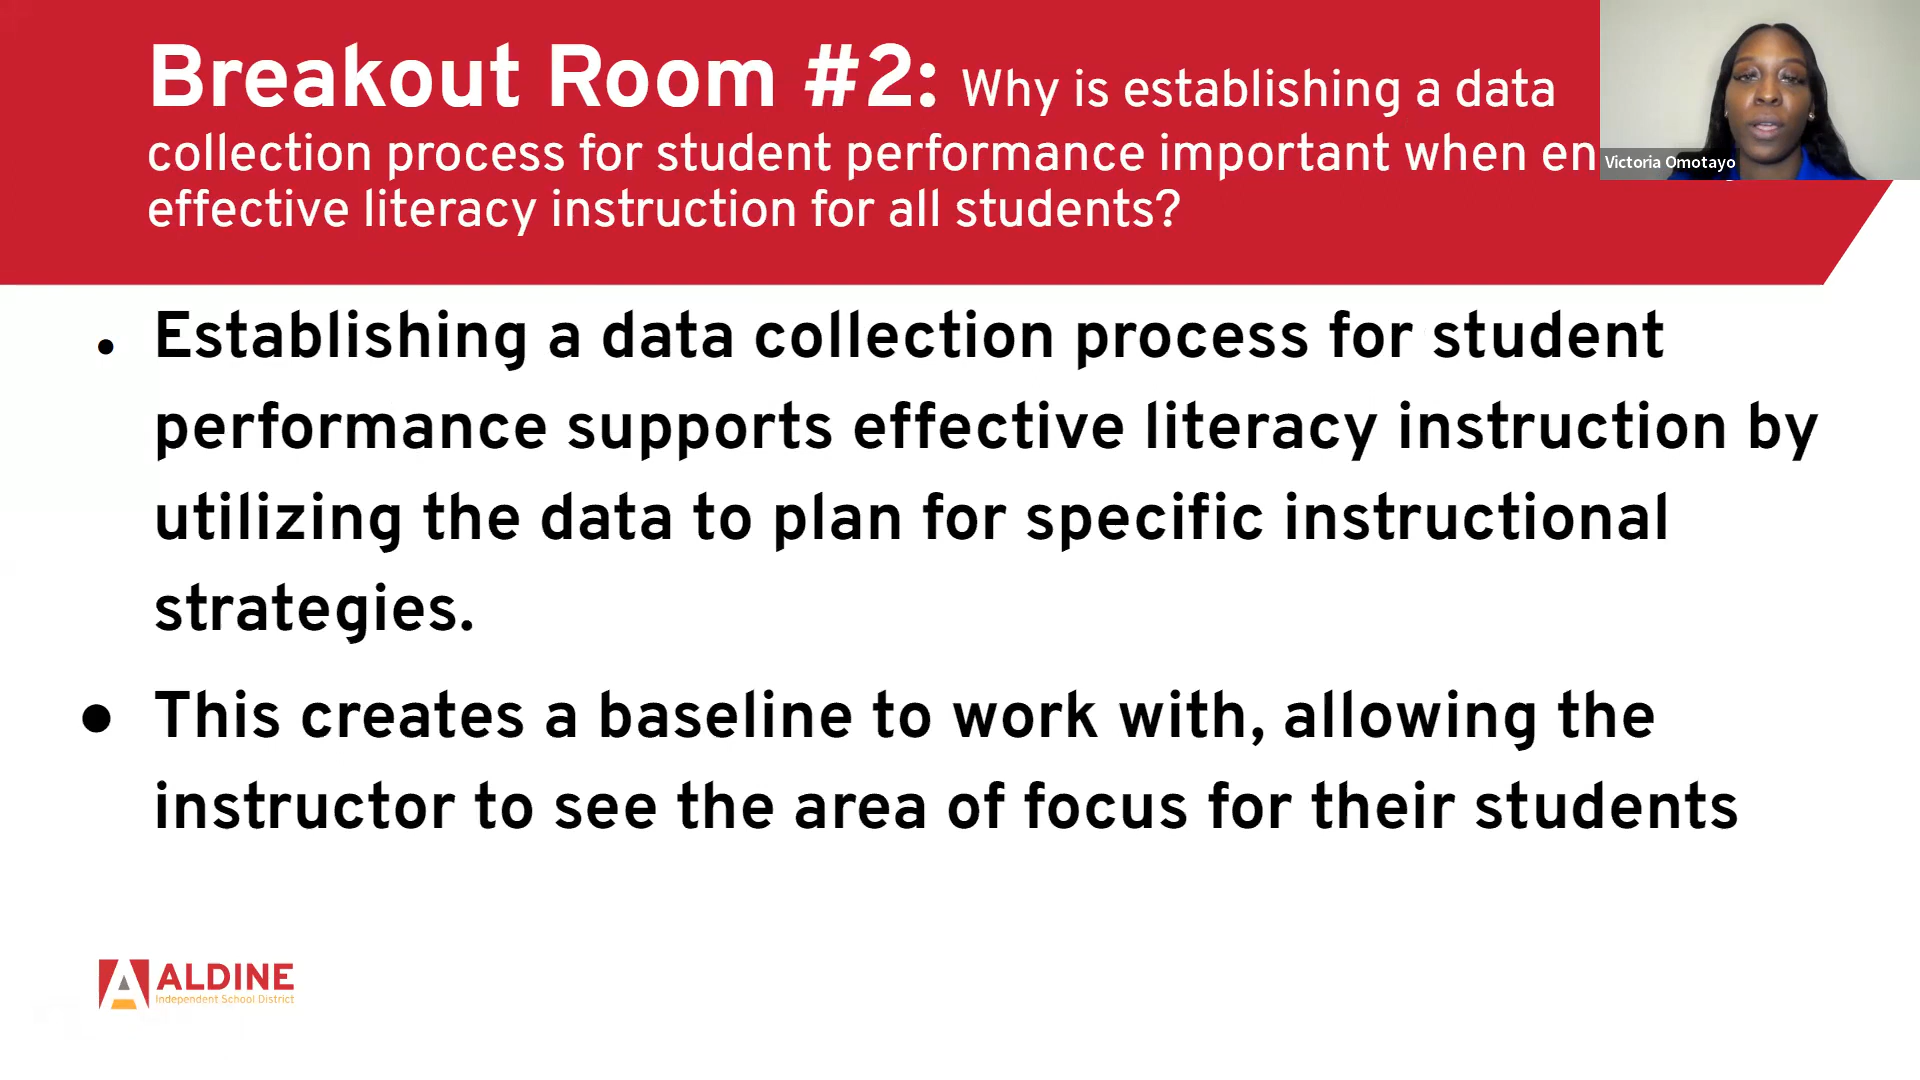 Breakout Room #2: Why is establishing a data
collection process for student performance important when en
effective literacy instruction for all students?
Victoria Omotayo
• Establishing a data collection process for student
performance supports effective literacy instruction by
utilizing the data to plan for specific instructional
strategies.
• This creates a baseline to work with, allowing the
instructor to see the area of focus for their students
ALDINE
Independent School District